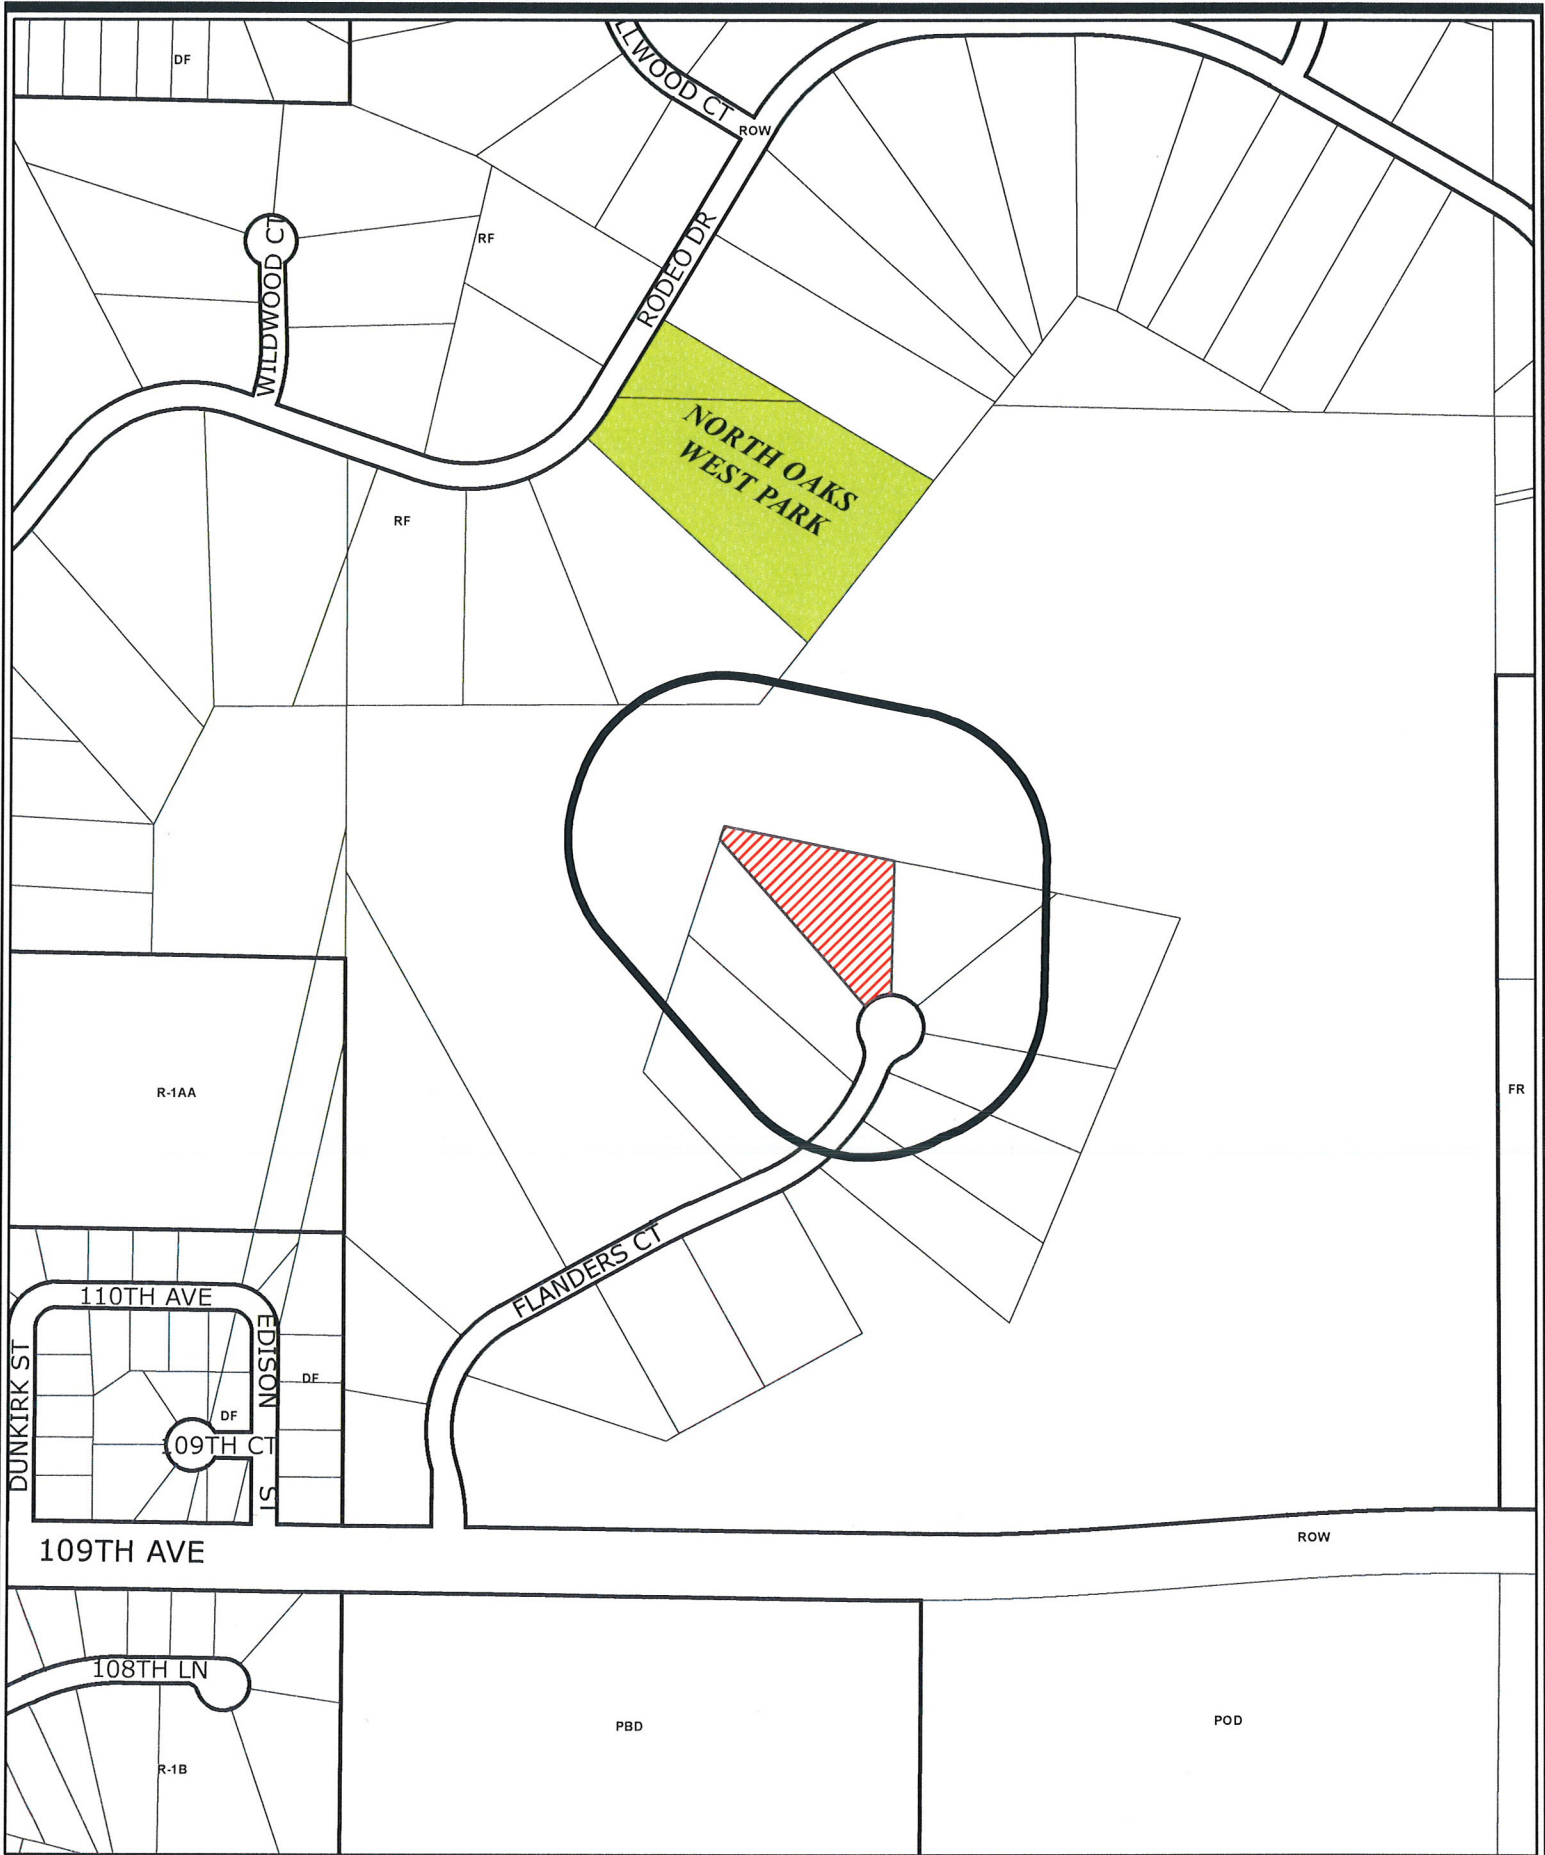 DF
LLWOOD CT
ROW
WILDWOOD CT
RF
RODEO DR
NORTH OAKS
WEST PARK
RF
R-1AA
FR
FLANDERS CT
110TH AVE
EDISON ST
DUNKIRK ST
DF
DF
109TH CT
109TH AVE
ROW
108TH LN
PBD
POD
R-1B